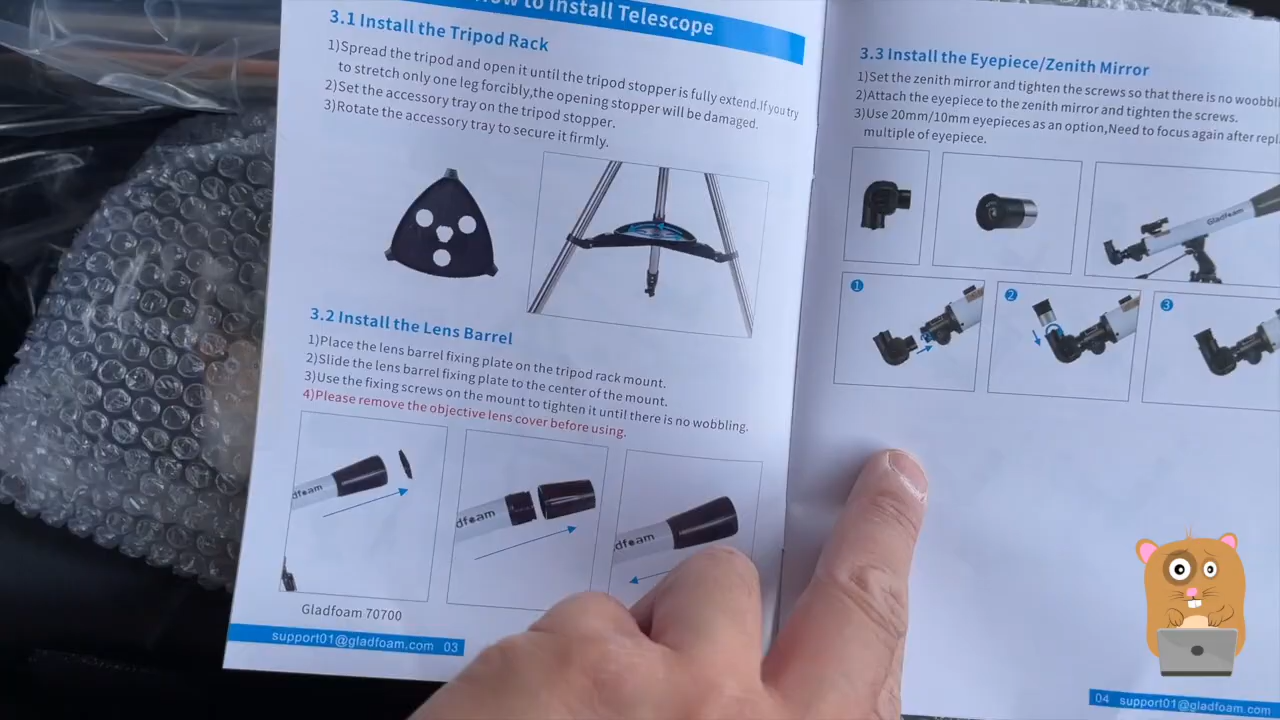 How to Install Telescope
3.1 Install the Tripod Rack
1)Spread the tripod and open it until the tripod stopper is fully extend.If you try
to stretch only one leg forcibly,the opening stopper will be damaged.
2)Set the accessory tray on the tripod stopper.
3)Rotate the accessory tray to secure it firmly.
3.2 Install the Lens Barrel
1)Place the lens barrel fixing plate on the tripod rack mount.
2)Slide the lens barrel fixing plate to the center of the mount.
3)Use the fixing screws on the mount to tighten it until there is no wobbling.
4)Please remove the objective lens cover before using.
dfoam
dfoam
dfoam
Gladfoam 70700
support01@gladfoam.com 03
3.3 Install the Eyepiece/Zenith Mirror
1)Set the zenith mirror and tighten the screws so that there is no woobbli
2)Attach the eyepiece to the zenith mirror and tighten the screws.
3)Use 20mm/10mm eyepieces as an option,Need to focus again after repl
multiple of eyepiece.
Gladfoam
1
2
3
04 support01@gladfoam.com